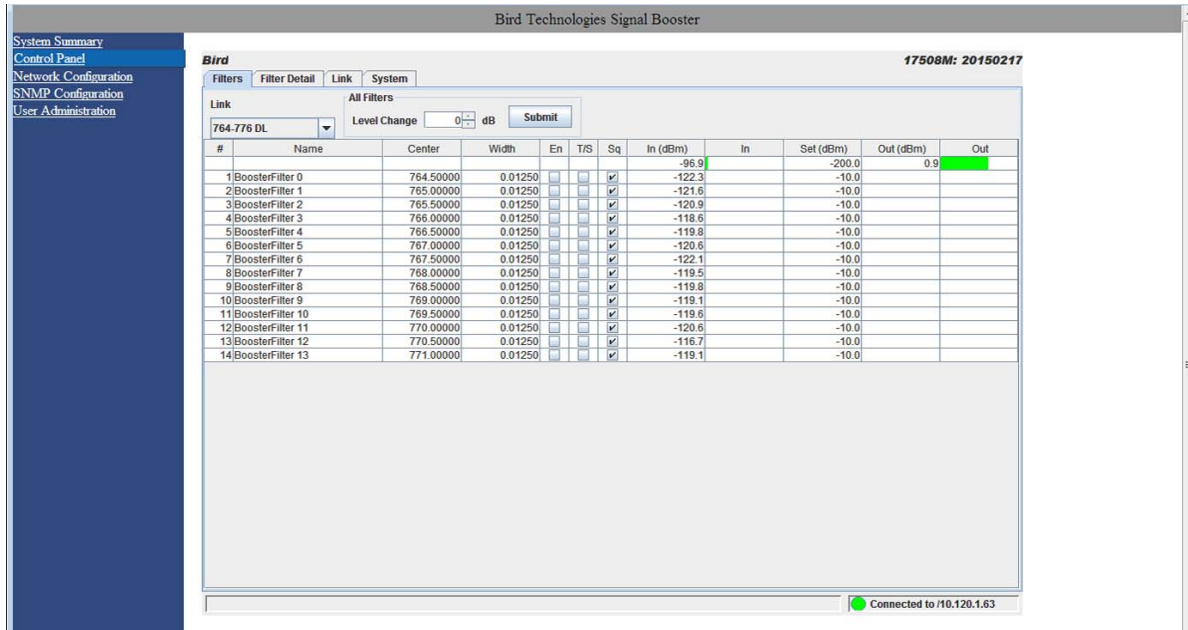 Bird Technologies Signal Booster
System Summary
Control Panel
Network Configuration
SNMP Configuration
User Administration
Bird 17508M: 20150217
Filters Filter Detail Link System
Link
764-776 DL
All Filters
Level Change 0 dB Submit
# Name Center Width En T/S Sq In (dBm) In Set (dBm) Out (dBm) Out
-96.9 -200.0 0.9
1 BoosterFilter 0 764.50000 0.01250 -122.3 -10.0
2 BoosterFilter 1 765.00000 0.01250 -121.6 -10.0
3 BoosterFilter 2 765.50000 0.01250 -120.9 -10.0
4 BoosterFilter 3 766.00000 0.01250 -118.6 -10.0
5 BoosterFilter 4 766.50000 0.01250 -119.8 -10.0
6 BoosterFilter 5 767.00000 0.01250 -120.6 -10.0
7 BoosterFilter 6 767.50000 0.01250 -122.1 -10.0
8 BoosterFilter 7 768.00000 0.01250 -119.5 -10.0
9 BoosterFilter 8 768.50000 0.01250 -119.8 -10.0
10 BoosterFilter 9 769.00000 0.01250 -119.1 -10.0
11 BoosterFilter 10 769.50000 0.01250 -119.6 -10.0
12 BoosterFilter 11 770.00000 0.01250 -120.6 -10.0
13 BoosterFilter 12 770.50000 0.01250 -116.7 -10.0
14 BoosterFilter 13 771.00000 0.01250 -119.1 -10.0
Connected to /10.120.1.63